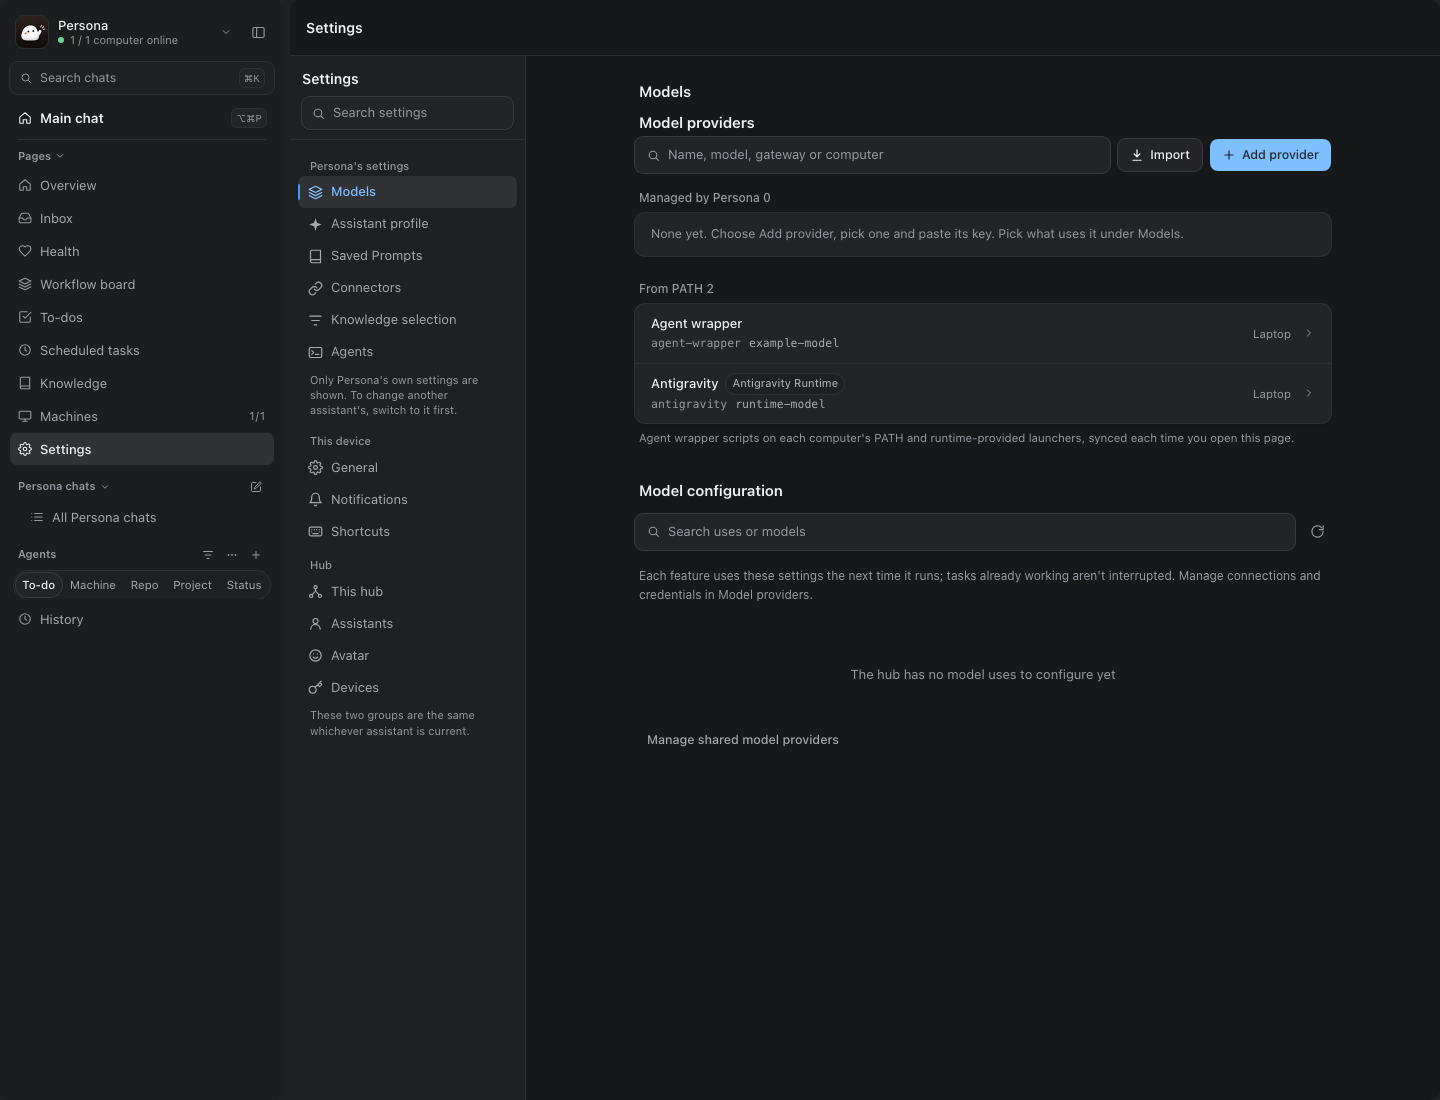 Persona
1 / 1 computer online
Search chats
⌘K
Main chat
⌥⌘P
Pages
Overview
Inbox
Health
Workflow board
To-dos
Scheduled tasks
Knowledge
Machines
1/1
Settings
Persona chats
All Persona chats
Agents
To-do
Machine
Repo
Project
Status
History
Settings
Settings
Search settings
Persona's settings
Models
Assistant profile
Saved Prompts
Connectors
Knowledge selection
Agents
Only Persona's own settings are
shown. To change another
assistant's, switch to it first.
This device
General
Notifications
Shortcuts
Hub
This hub
Assistants
Avatar
Devices
These two groups are the same
whichever assistant is current.
Models
Model providers
Name, model, gateway or computer
Import
Add provider
Managed by Persona 0
None yet. Choose Add provider, pick one and paste its key. Pick what uses it under Models.
From PATH 2
Agent wrapper
agent-wrapper example-model
Laptop
Antigravity
Antigravity Runtime
antigravity runtime-model
Laptop
Agent wrapper scripts on each computer's PATH and runtime-provided launchers, synced each time you open this page.
Model configuration
Search uses or models
Each feature uses these settings the next time it runs; tasks already working aren't interrupted. Manage connections and
credentials in Model providers.
The hub has no model uses to configure yet
Manage shared model providers